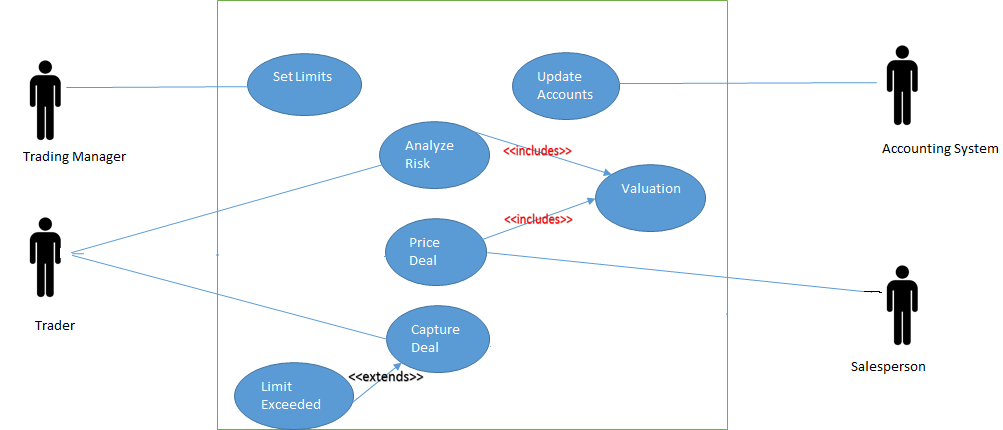 Set Limits
Update
Accounts
Trading Manager
Analyze
Risk
<<includes>>
Accounting System
Valuation
<<includes>>
Price
Deal
Trader
Capture
Deal
Salesperson
<<extends>>
Limit
Exceeded